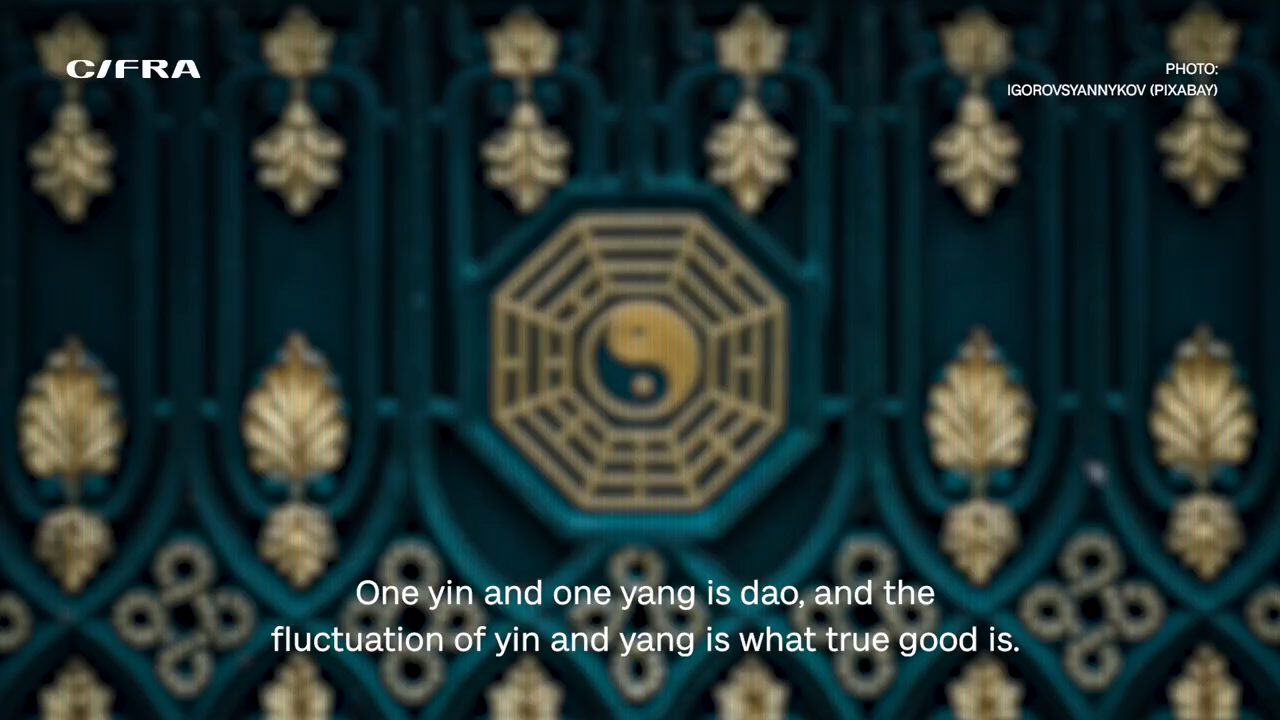 C/FRA
PHOTO:
IGOROVSYANNYKOV (PIXABAY)
One yin and one yang is dao, and the
fluctuation of yin and yang is what true good is.